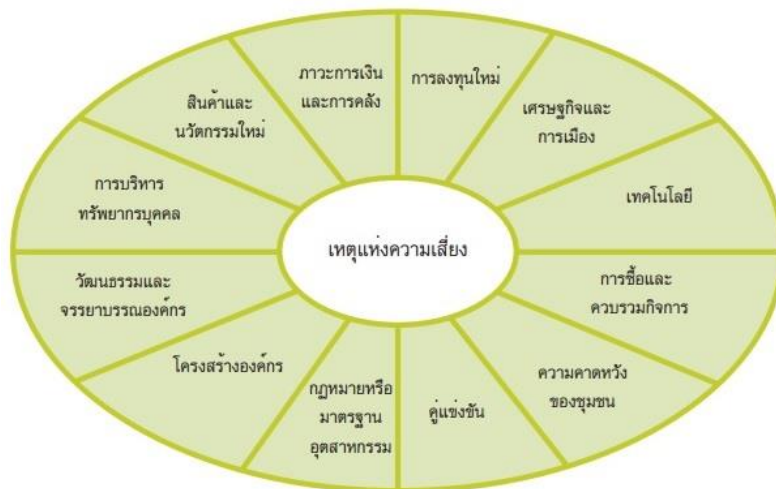 ภาวะการเงิน
และการคลัง
การลงทุนใหม่
เศรษฐกิจและ
การเมือง
เทคโนโลยี
การซื้อและ
ควบรวมกิจการ
ความคาดหวัง
ของชุมชน
คู่แข่งขัน
กฎหมายหรือ
มาตรฐาน
อุตสาหกรรม
โครงสร้างองค์กร
วัฒนธรรมและ
จรรยาบรรณองค์กร
การบริหาร
ทรัพยากรบุคคล
สินค้าและ
นวัตกรรมใหม่
เหตุแห่งความเสี่ยง